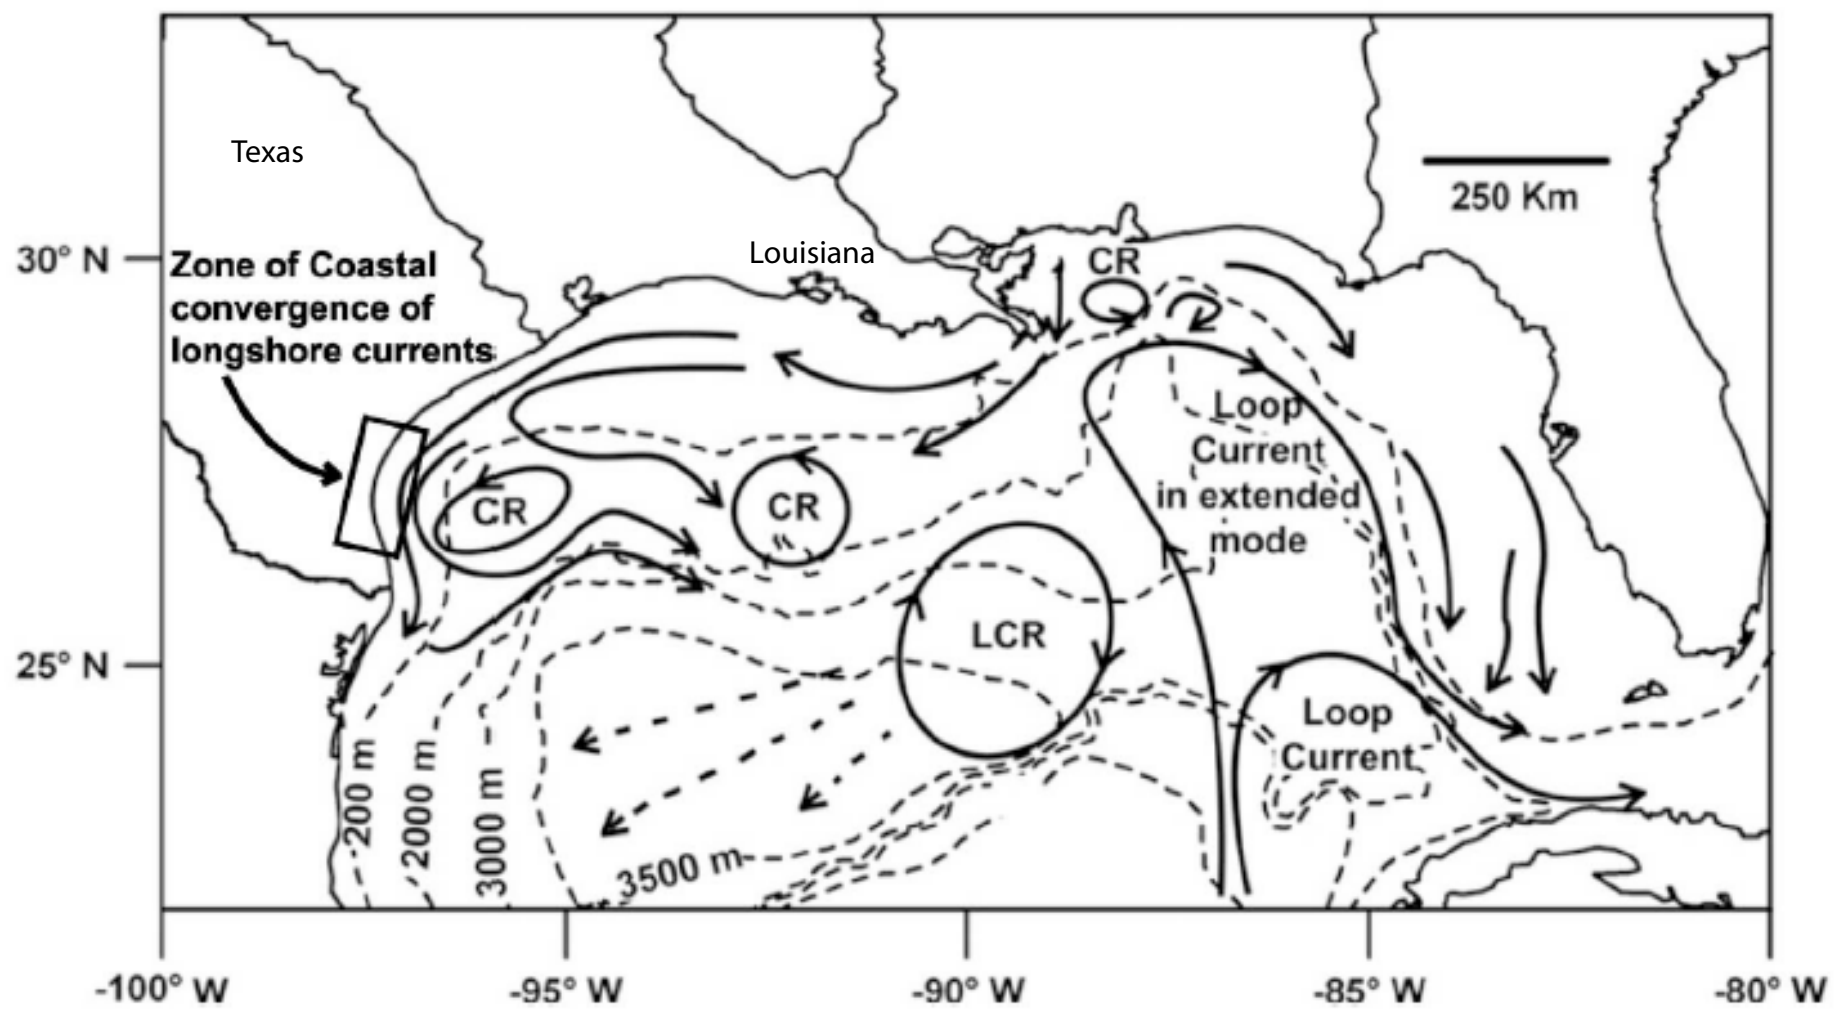 Texas
250 Km
30° N
Zone of Coastal
convergence of
longshore currents
Louisiana
CR
Loop
Current
in extended
mode
CR
CR
LCR
25° N
Loop
Current
200 m
2000 m
3000 m
3500 m
-100° W
-95° W
-90° W
-85° W
-80° W